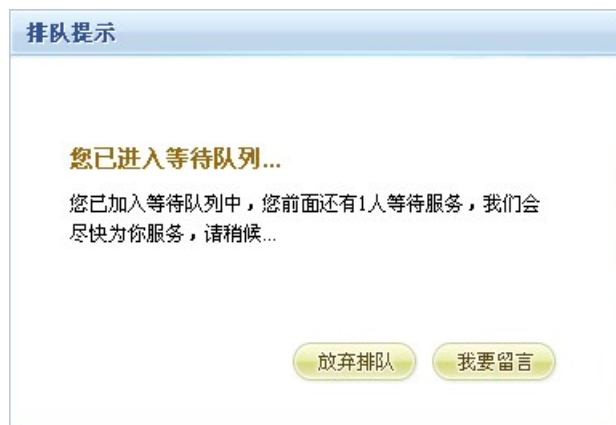 排队提示
您已进入等待队列...
您已加入等待队列中，您前面还有1人等待服务，我们会
尽快为你服务，请稍候...
放弃排队 我要留言